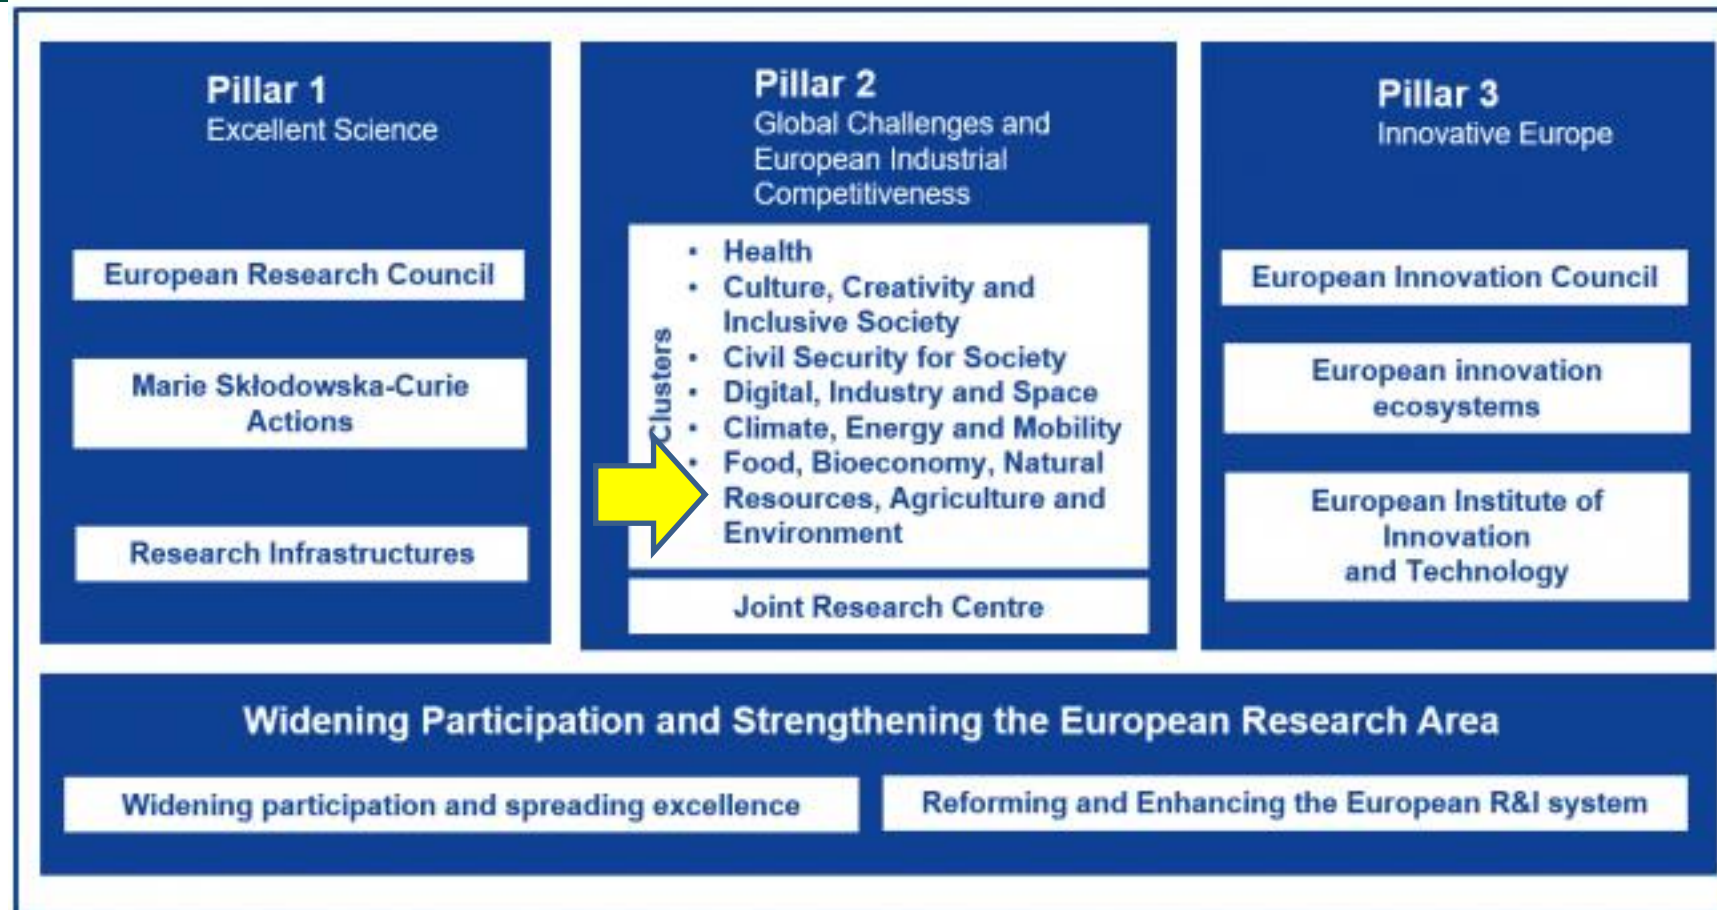 Pillar 1
Excellent Science
European Research Council
Marie Skłodowska-Curie
Actions
Research Infrastructures
Pillar 2
Global Challenges and
European Industrial
Competitiveness
Clusters
• Health
• Culture, Creativity and
Inclusive Society
• Civil Security for Society
• Digital, Industry and Space
• Climate, Energy and Mobility
• Food, Bioeconomy, Natural
Resources, Agriculture and
Environment
Joint Research Centre
Pillar 3
Innovative Europe
European Innovation Council
European innovation
ecosystems
European Institute of
Innovation
and Technology
Widening Participation and Strengthening the European Research Area
Widening participation and spreading excellence
Reforming and Enhancing the European R&I system